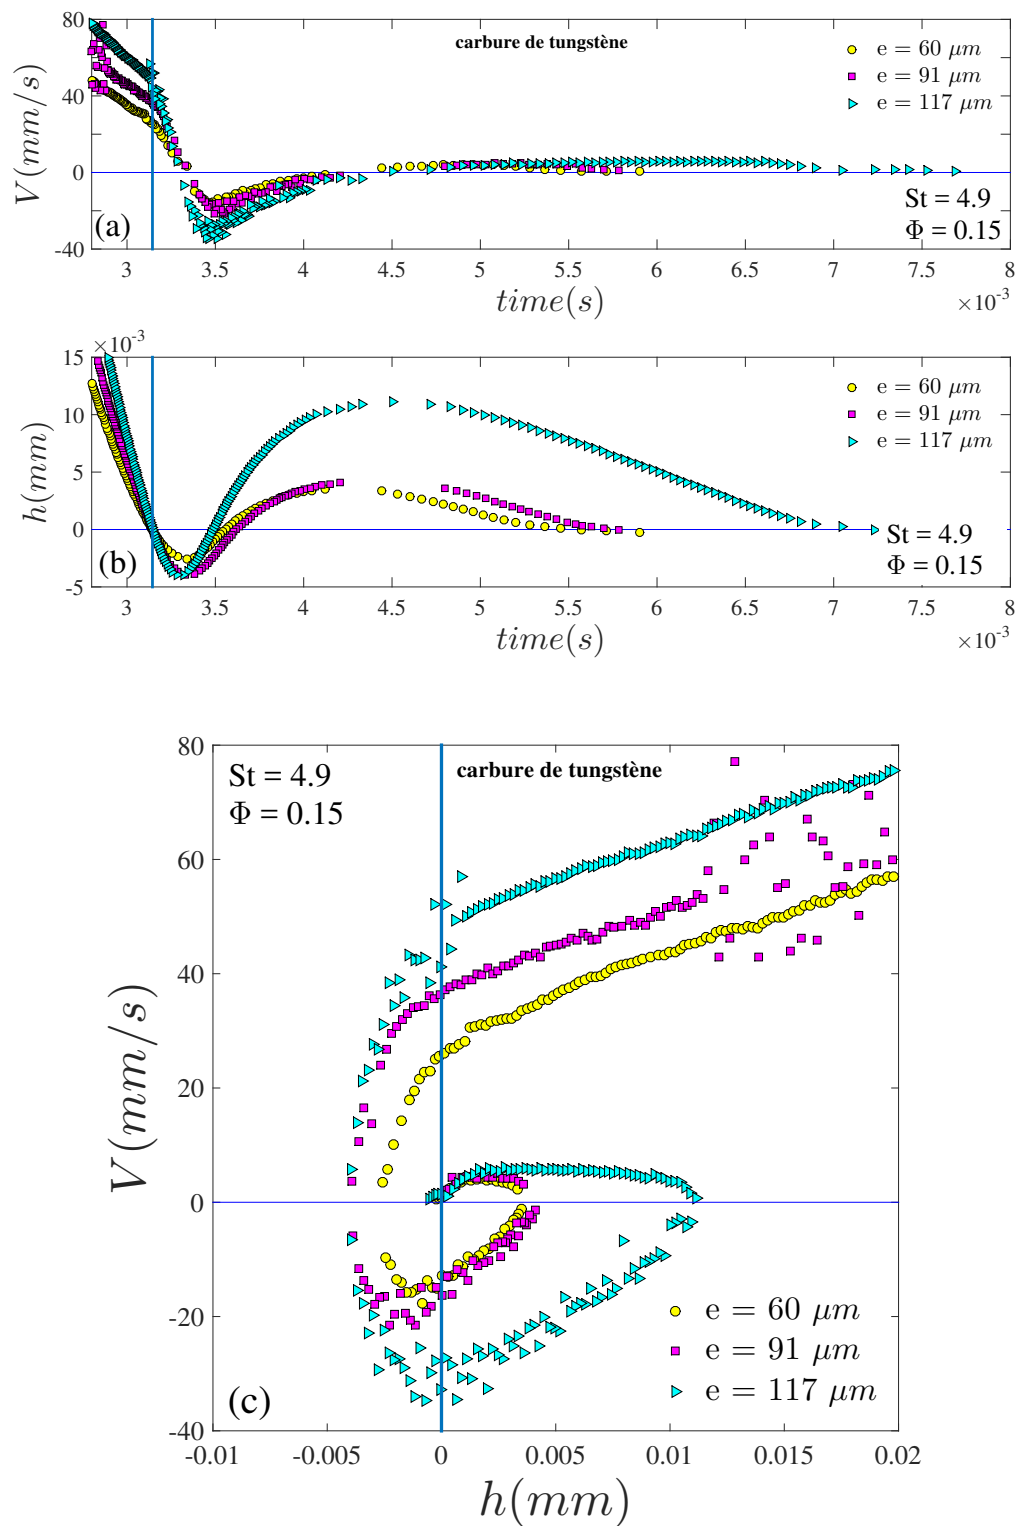 80
40
0
-40
V(mm/s)
carbure de tungstène
e = 60 μm
e = 91 μm
e = 117 μm
(a)
St = 4.9
Φ = 0.15
3 3.5 4 4.5 5 5.5 6 6.5 7 7.5 8
time(s)
×10⁻³
×10⁻³
15
10
5
0
-5
h(mm)
e = 60 μm
e = 91 μm
e = 117 μm
(b)
St = 4.9
Φ = 0.15
3 3.5 4 4.5 5 5.5 6 6.5 7 7.5 8
time(s)
×10⁻³
80
60
40
20
0
-20
-40
V(mm/s)
St = 4.9
Φ = 0.15
carbure de tungstène
e = 60 μm
e = 91 μm
e = 117 μm
(c)
-0.01 -0.005 0 0.005 0.01 0.015 0.02
h(mm)